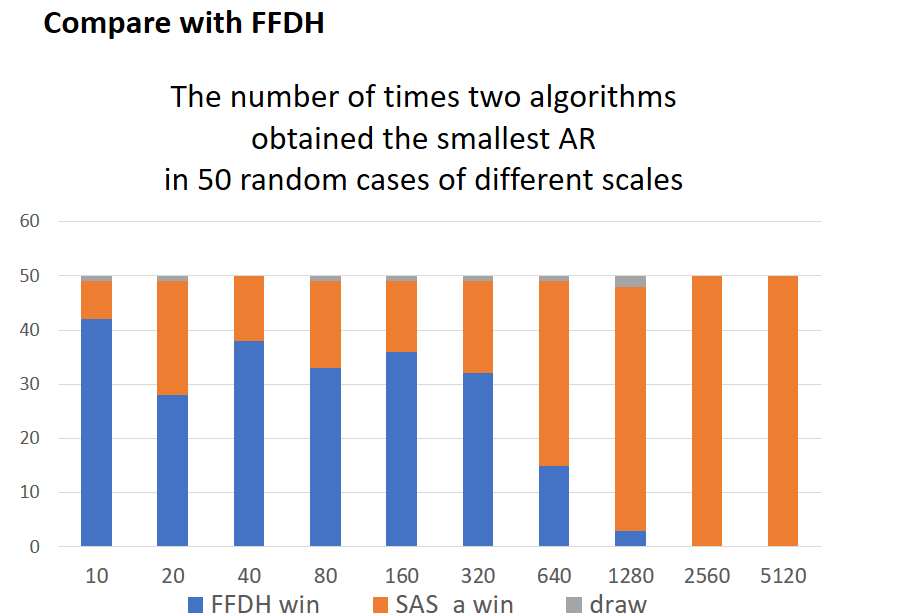 Compare with FFDH
The number of times two algorithms
obtained the smallest AR
in 50 random cases of different scales
60
50
40
30
20
10
0
10 20 40 80 160 320 640 1280 2560 5120
FFDH win SAS a win draw